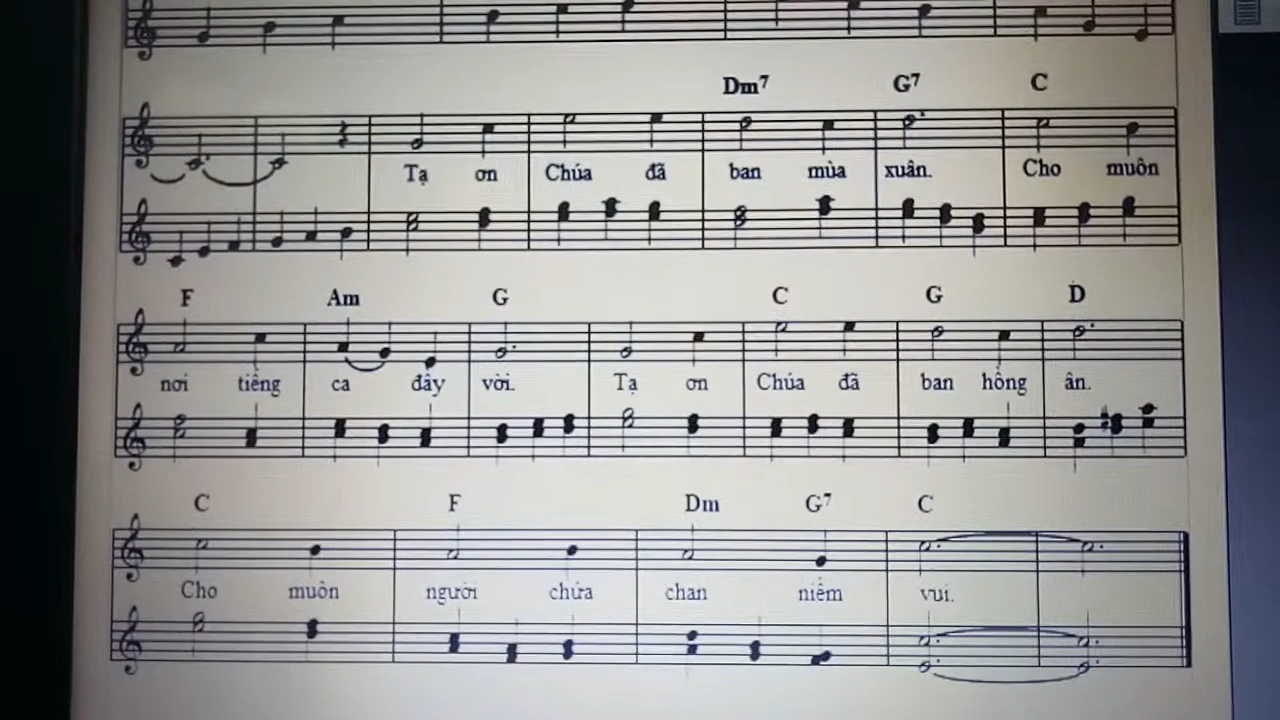 Dm7 G7 C
Tạ ơn Chúa đã ban mùa xuân. Cho muôn
F Am G C G D
nơi tiếng ca đầy vời. Tạ ơn Chúa đã ban hồng ân.
C F Dm G7 C
Cho muôn người chứa chan niềm vui.